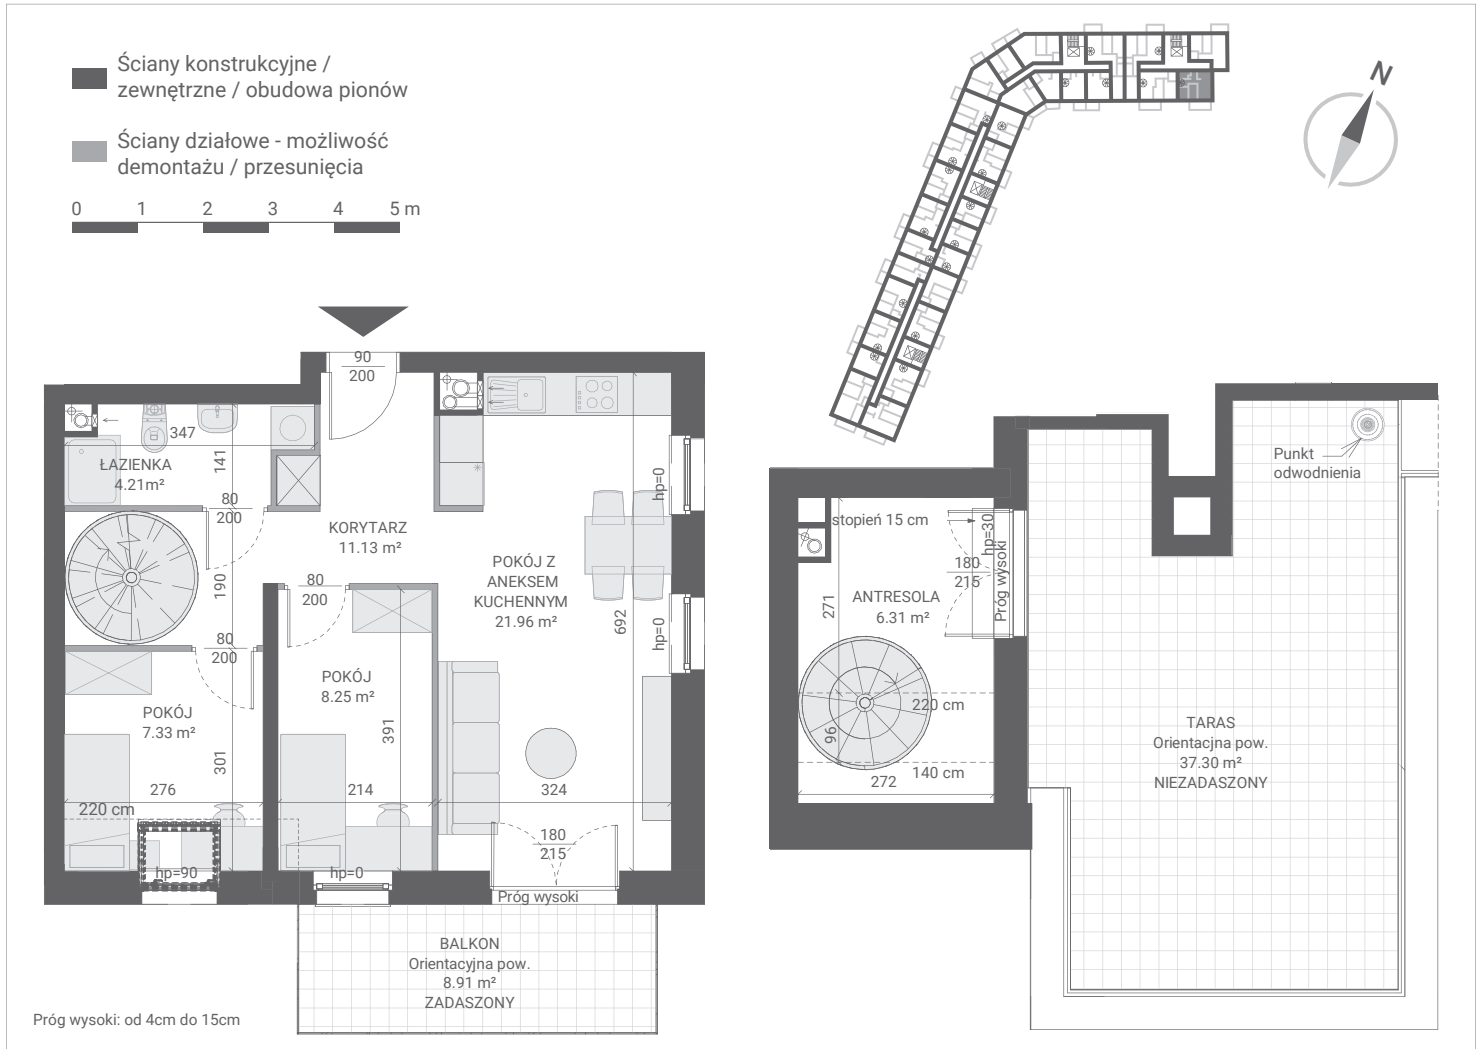 Ściany konstrukcyjne /
zewnętrzne / obudowa pionów
Ściany działowe - możliwość
demontażu / przesunięcia
0 1 2 3 4 5 m
N
90
200
347
ŁAZIENKA
4.21m²
141
80
200
KORYTARZ
11.13 m²
190
80
200
80
200
POKÓJ Z
ANEKSEM
KUCHENNYM
21.96 m²
692
hp=0
hp=0
POKÓJ
8.25 m²
391
214
POKÓJ
7.33 m²
301
276
220 cm
hp=90
hp=0
324
180
215
Próg wysoki
BALKON
Orientacyjna pow.
8.91 m²
ZADASZONY
Próg wysoki: od 4cm do 15cm
stopień 15 cm
hp=30
Próg wysoki
180
215
ANTRESOLA
6.31 m²
271
220 cm
96
140 cm
272
Punkt
odwodnienia
TARAS
Orientacjna pow.
37.30 m²
NIEZADASZONY